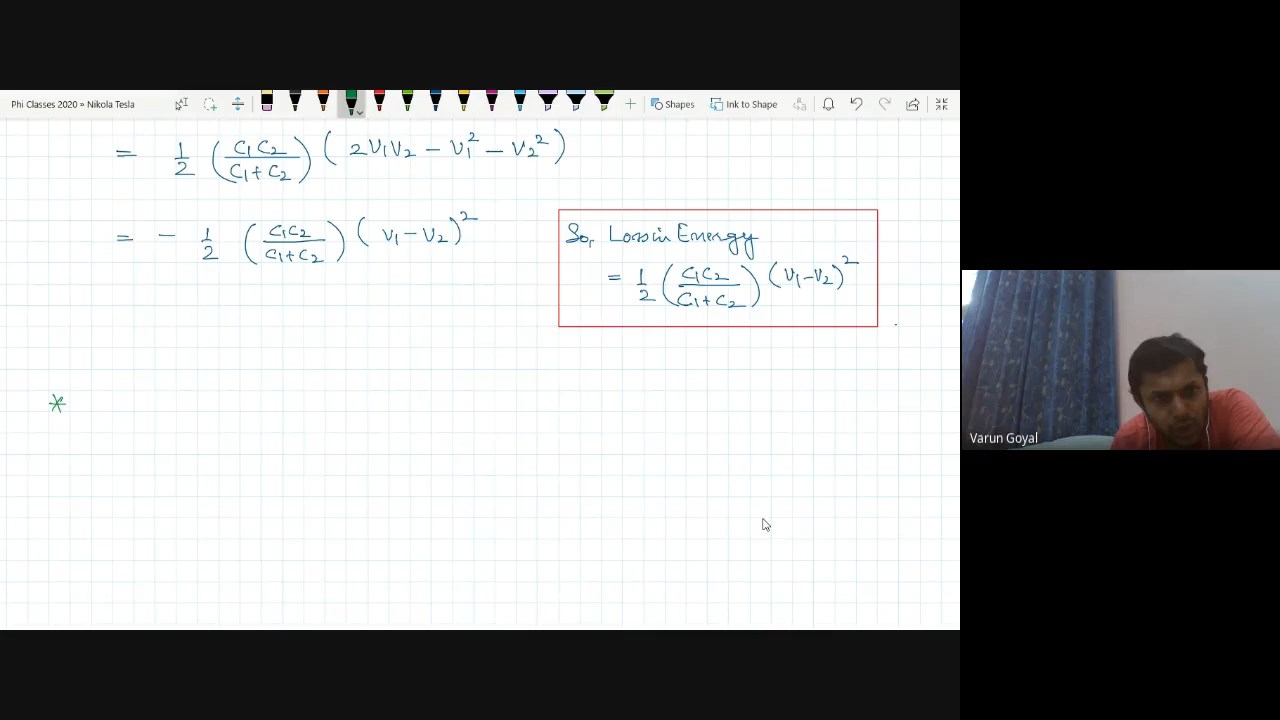 Phi Classes 2020 » Nikola Tesla
Shapes
Ink to Shape
= 1/2 (C₁C₂/(C₁+C₂)) (2V₁V₂ − V₁² − V₂²)
= − 1/2 (C₁C₂/(C₁+C₂)) (V₁−V₂)²
So, Loss in Energy
= 1/2 (C₁C₂/(C₁+C₂)) (V₁−V₂)²
*
Varun Goyal